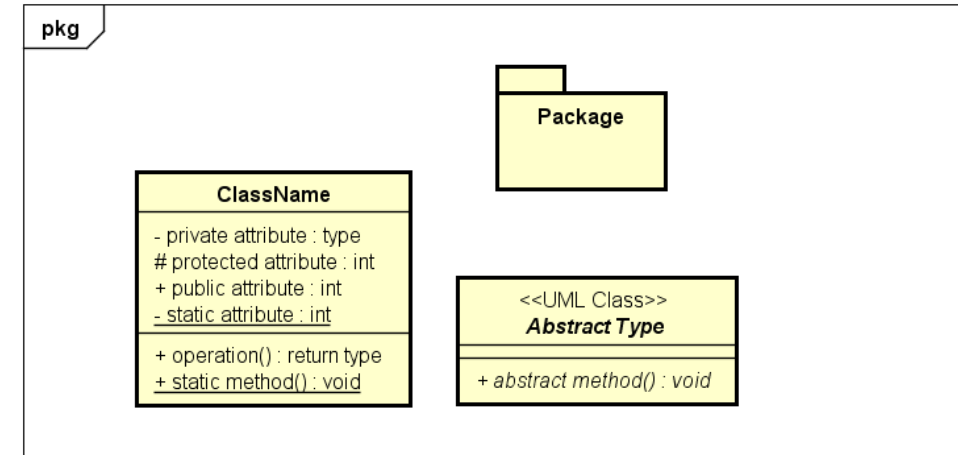 pkg
Package
ClassName
- private attribute : type
# protected attribute : int
+ public attribute : int
- static attribute : int
+ operation() : return type
+ static method() : void
<<UML Class>>
Abstract Type
+ abstract method() : void